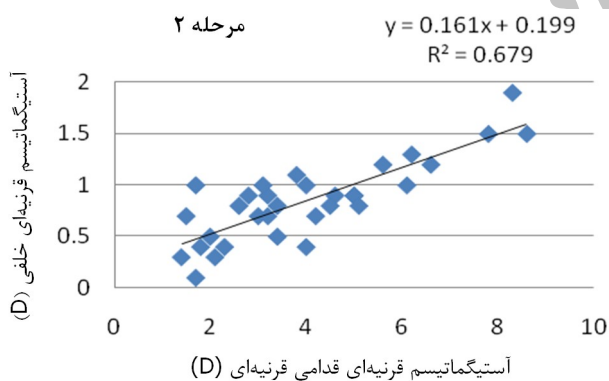 مرحله ۲
y = 0.161x + 0.199
R² = 0.679
آستیگماتیسم قرنیه‌ای خلفی (D)
2
1.5
1
0.5
0
0 2 4 6 8 10
آستیگماتیسم قرنیه‌ای قدامی قرنیه‌ای (D)